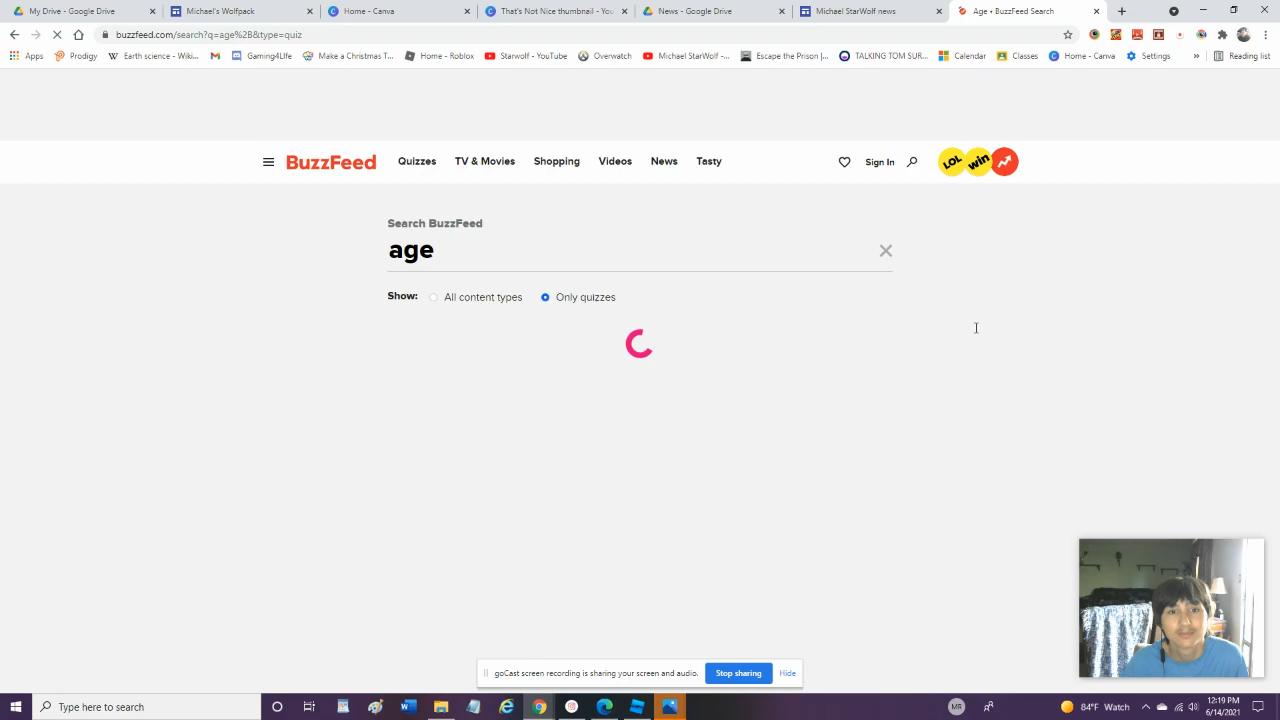 My Drive - Google Drive
Michael's Wolfpack
Home - Canva
That's Not Nice thumbnail - You
News - Google Drive
Michael StarWolf news
Age • BuzzFeed Search
buzzfeed.com/search?q=age%2B&type=quiz
Apps
Prodigy
Earth science - Wiki...
Gaming4LIfe
Make a Christmas T...
Home - Roblox
Starwolf - YouTube
Overwatch
Michael StarWolf -...
Escape the Prison |...
TALKING TOM SUR...
Calendar
Classes
Home - Canva
Settings
»
Reading list
BuzzFeed
Quizzes
TV & Movies
Shopping
Videos
News
Tasty
Sign In
LOL
win
Search BuzzFeed
age
Show:
All content types
Only quizzes
goCast screen recording is sharing your screen and audio.
Stop sharing
Hide
Type here to search
MR
84°F Watch
12:19 PM
6/14/2021